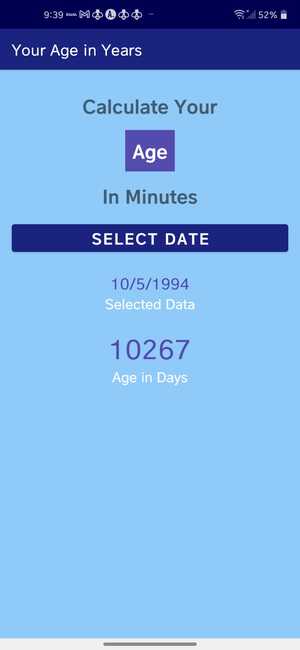 9:39
52%
Your Age in Years
Calculate Your
Age
In Minutes
SELECT DATE
10/5/1994
Selected Data
10267
Age in Days